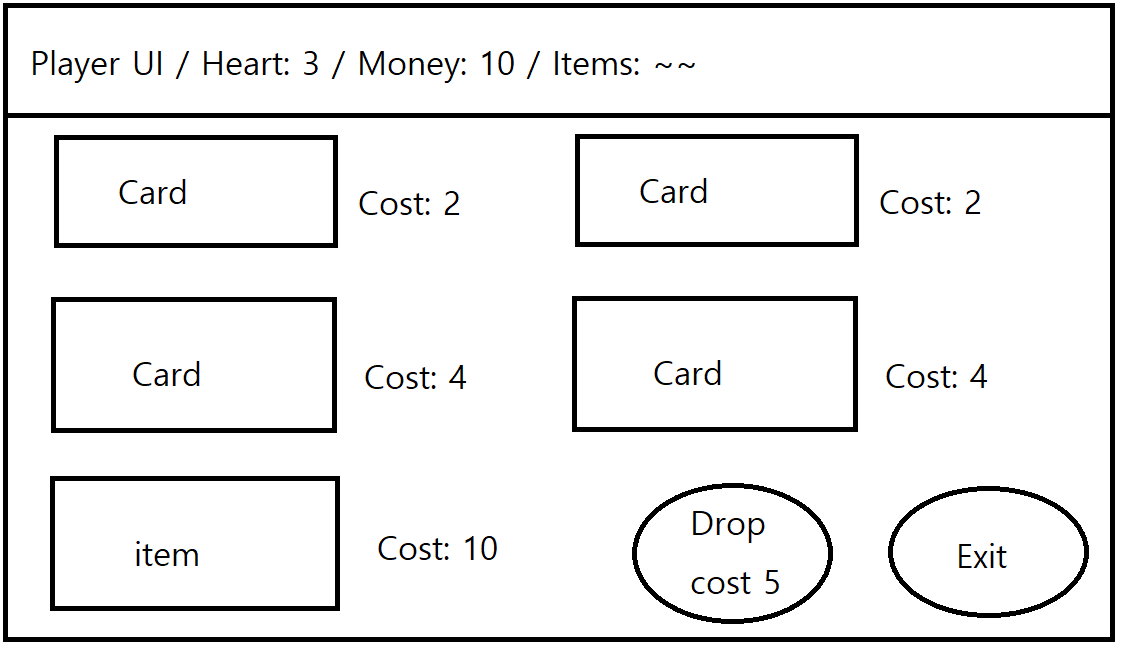 Player UI / Heart: 3 / Money: 10 / Items: ~~
Card
Cost: 2
Card
Cost: 2
Card
Cost: 4
Card
Cost: 4
item
Cost: 10
Drop
cost 5
Exit